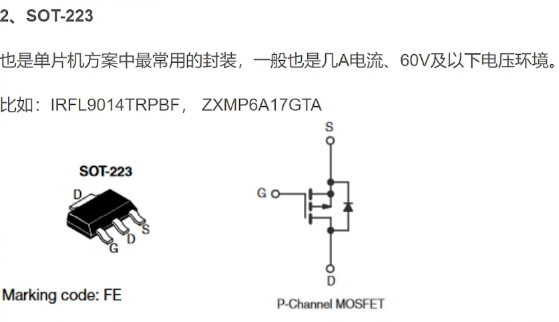 2、SOT-223
也是单片机方案中最常用的封装，一般也是几A电流、60V及以下电压环境。
比如：IRFL9014TRPBF， ZXMP6A17GTA
S
SOT-223
D
G
S
D
G
D
Marking code: FE
P-Channel MOSFET